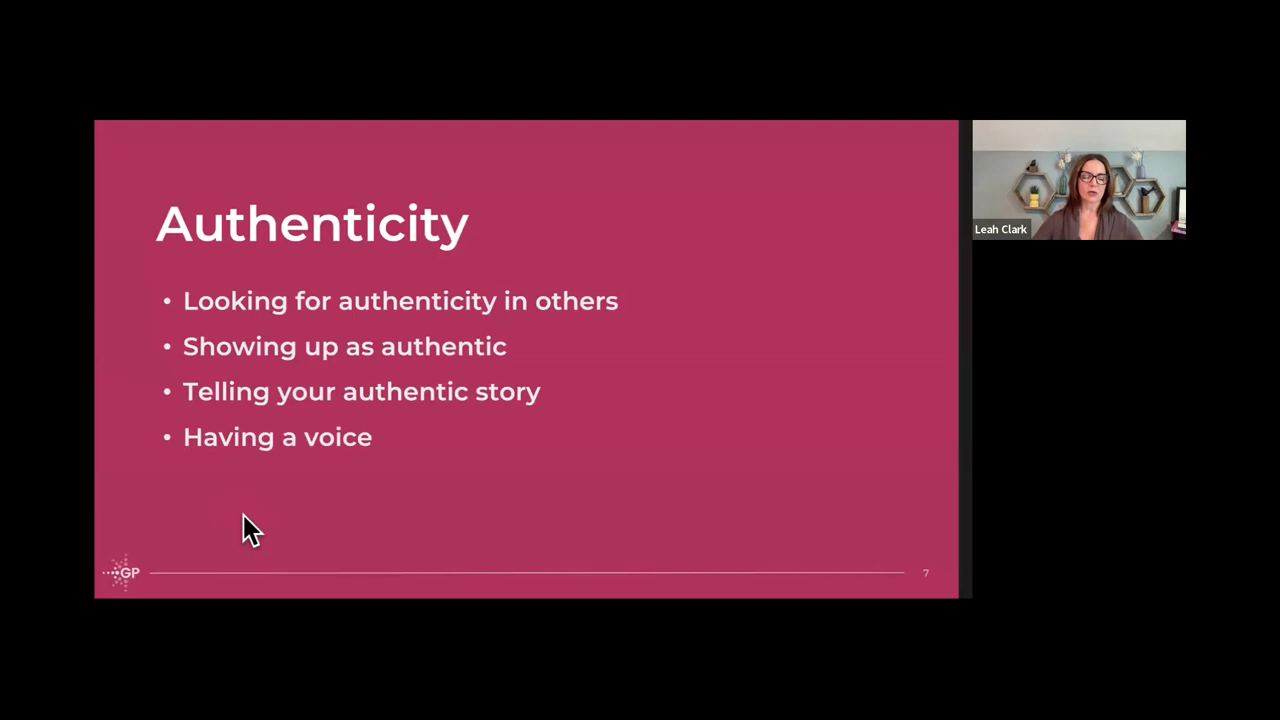 Authenticity
• Looking for authenticity in others
• Showing up as authentic
• Telling your authentic story
• Having a voice
GP
7
Leah Clark